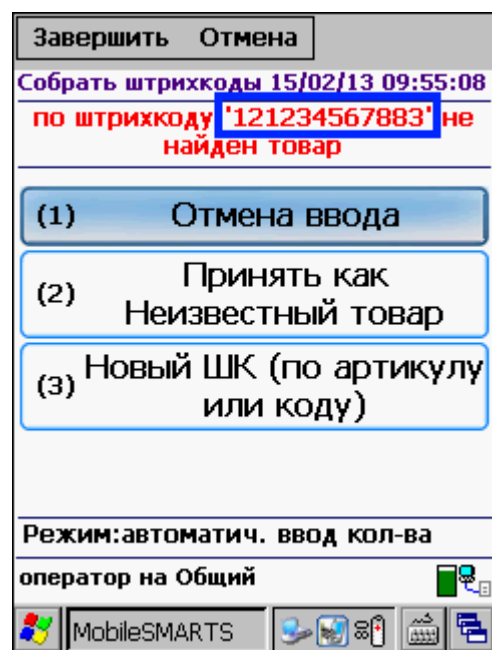 Завершить Отмена
Собрать штрихкоды 15/02/13 09:55:08
по штрихкоду '121234567883' не
найден товар
(1) Отмена ввода
(2) Принять как
Неизвестный товар
(3) Новый ШК (по артикулу
или коду)
Режим:автоматич. ввод кол-ва
оператор на Общий
MobileSMARTS